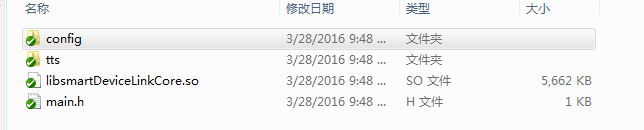 名称 修改日期 类型 大小
config 3/28/2016 9:48 ... 文件夹
tts 3/28/2016 9:48 ... 文件夹
libsmartDeviceLinkCore.so 3/28/2016 9:48 ... SO 文件 5,662 KB
main.h 3/28/2016 9:48 ... H 文件 1 KB